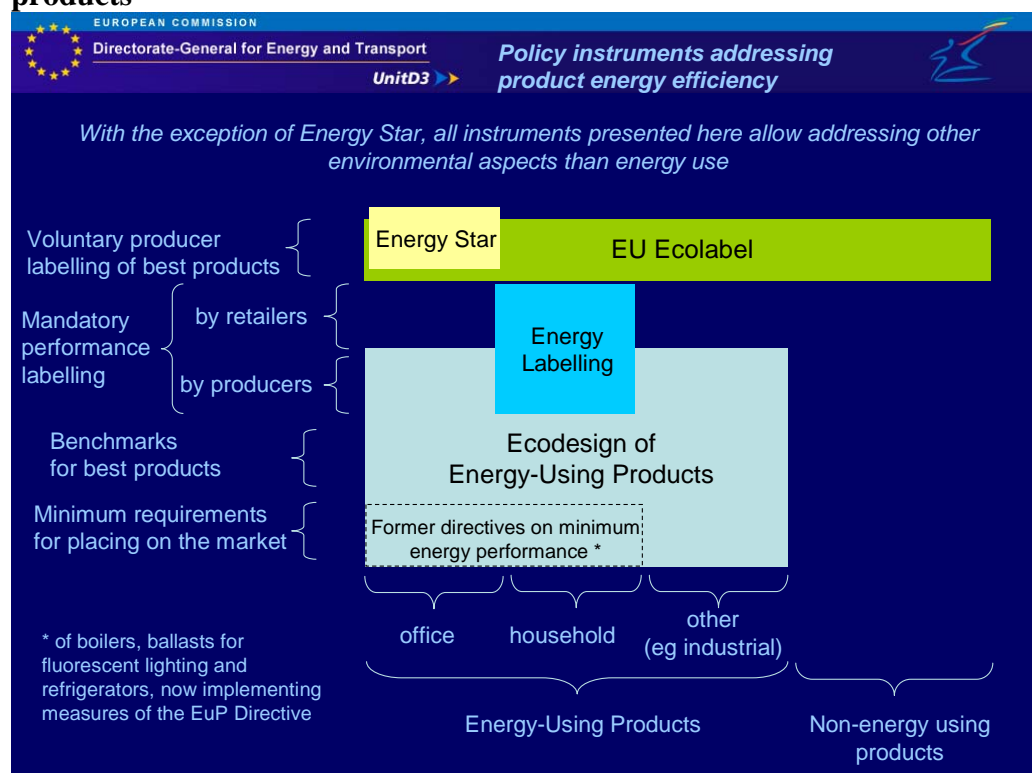 products
EUROPEAN COMMISSION
Directorate-General for Energy and Transport
UnitD3
Policy instruments addressing
product energy efficiency
With the exception of Energy Star, all instruments presented here allow addressing other
environmental aspects than energy use
Voluntary producer
labelling of best products
Energy Star
EU Ecolabel
Mandatory
performance
labelling
by retailers
by producers
Energy
Labelling
Benchmarks
for best products
Ecodesign of
Energy-Using Products
Minimum requirements
for placing on the market
Former directives on minimum
energy performance *
office
household
other
(eg industrial)
* of boilers, ballasts for
fluorescent lighting and
refrigerators, now implementing
measures of the EuP Directive
Energy-Using Products
Non-energy using
products